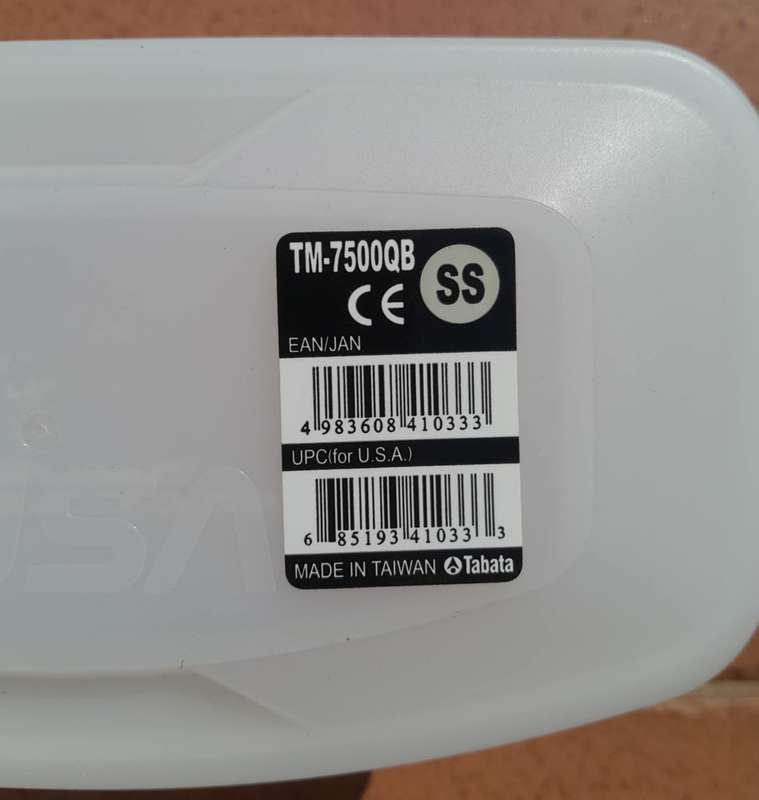 TM-7500QB
SS
CE
EAN/JAN
4 983608 410333
UPC(for U.S.A.)
6 85193 41033 3
MADE IN TAIWAN Tabata